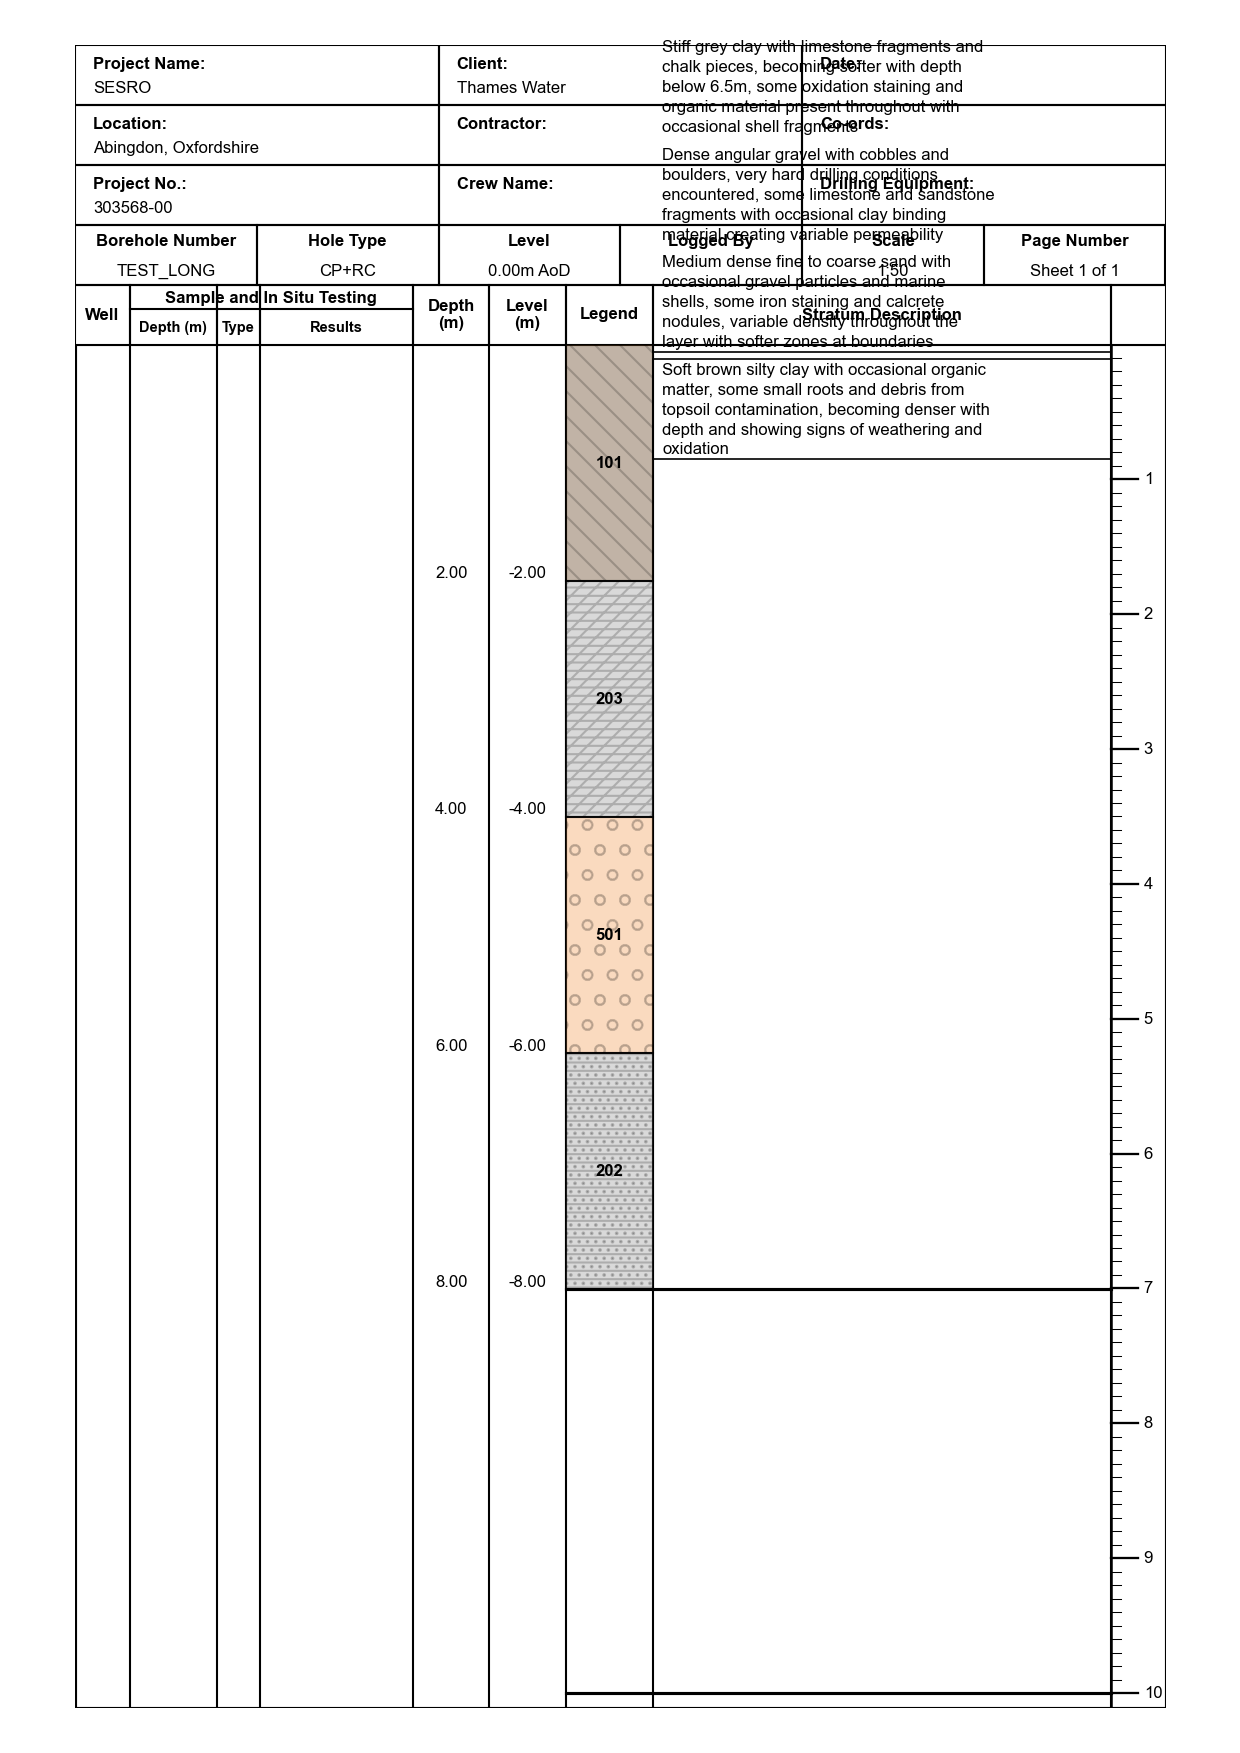 Project Name:
SESRO
Client:
Thames Water
Date:
Location:
Abingdon, Oxfordshire
Contractor:
Co-ords:
Project No.:
303568-00
Crew Name:
Drilling Equipment:
Stiff grey clay with limestone fragments and
chalk pieces, becoming softer with depth
below 6.5m, some oxidation staining and
organic material present throughout with
occasional shell fragments
Dense angular gravel with cobbles and
boulders, very hard drilling conditions
encountered, some limestone and sandstone
fragments with occasional clay binding
material creating variable permeability
Borehole Number
Hole Type
Level
Logged By
Scale
Page Number
TEST_LONG
CP+RC
0.00m AoD
1:50
Sheet 1 of 1
Medium dense fine to coarse sand with
occasional gravel particles and marine
shells, some iron staining and calcrete
nodules, variable density throughout the
layer with softer zones at boundaries
Well
Sample and In Situ Testing
Depth (m)
Type
Results
Depth
(m)
Level
(m)
Legend
Stratum Description
Soft brown silty clay with occasional organic
matter, some small roots and debris from
topsoil contamination, becoming denser with
depth and showing signs of weathering and
oxidation
101
1
2.00
-2.00
2
203
3
4.00
-4.00
4
501
5
6.00
-6.00
6
202
8.00
-8.00
7
8
9
10